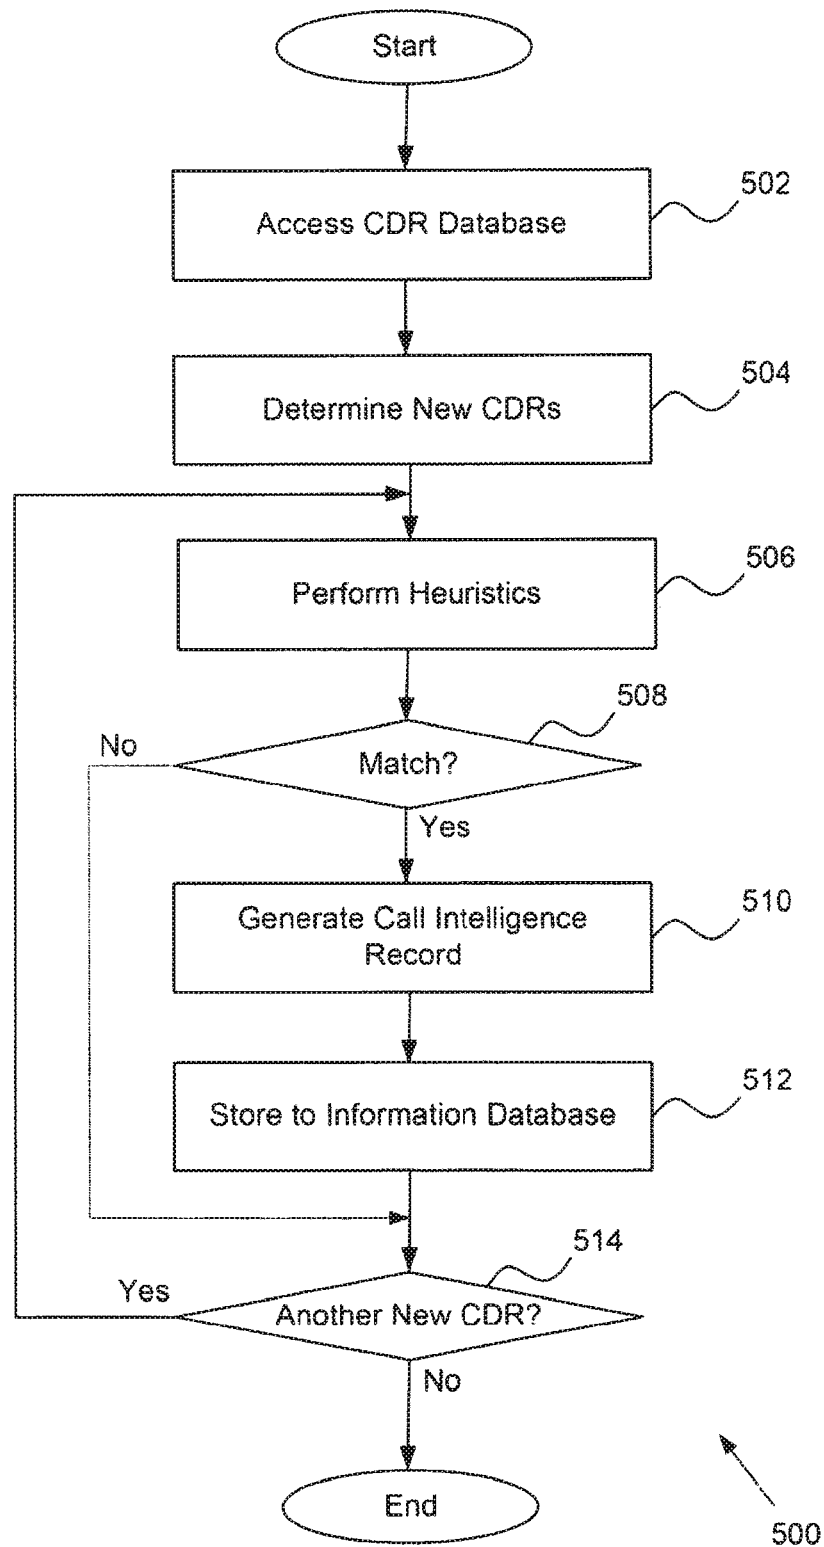 Start
502
Access CDR Database
504
Determine New CDRs
506
Perform Heuristics
508
No
Match?
Yes
510
Generate Call Intelligence
Record
512
Store to Information Database
514
Yes
Another New CDR?
No
End
500